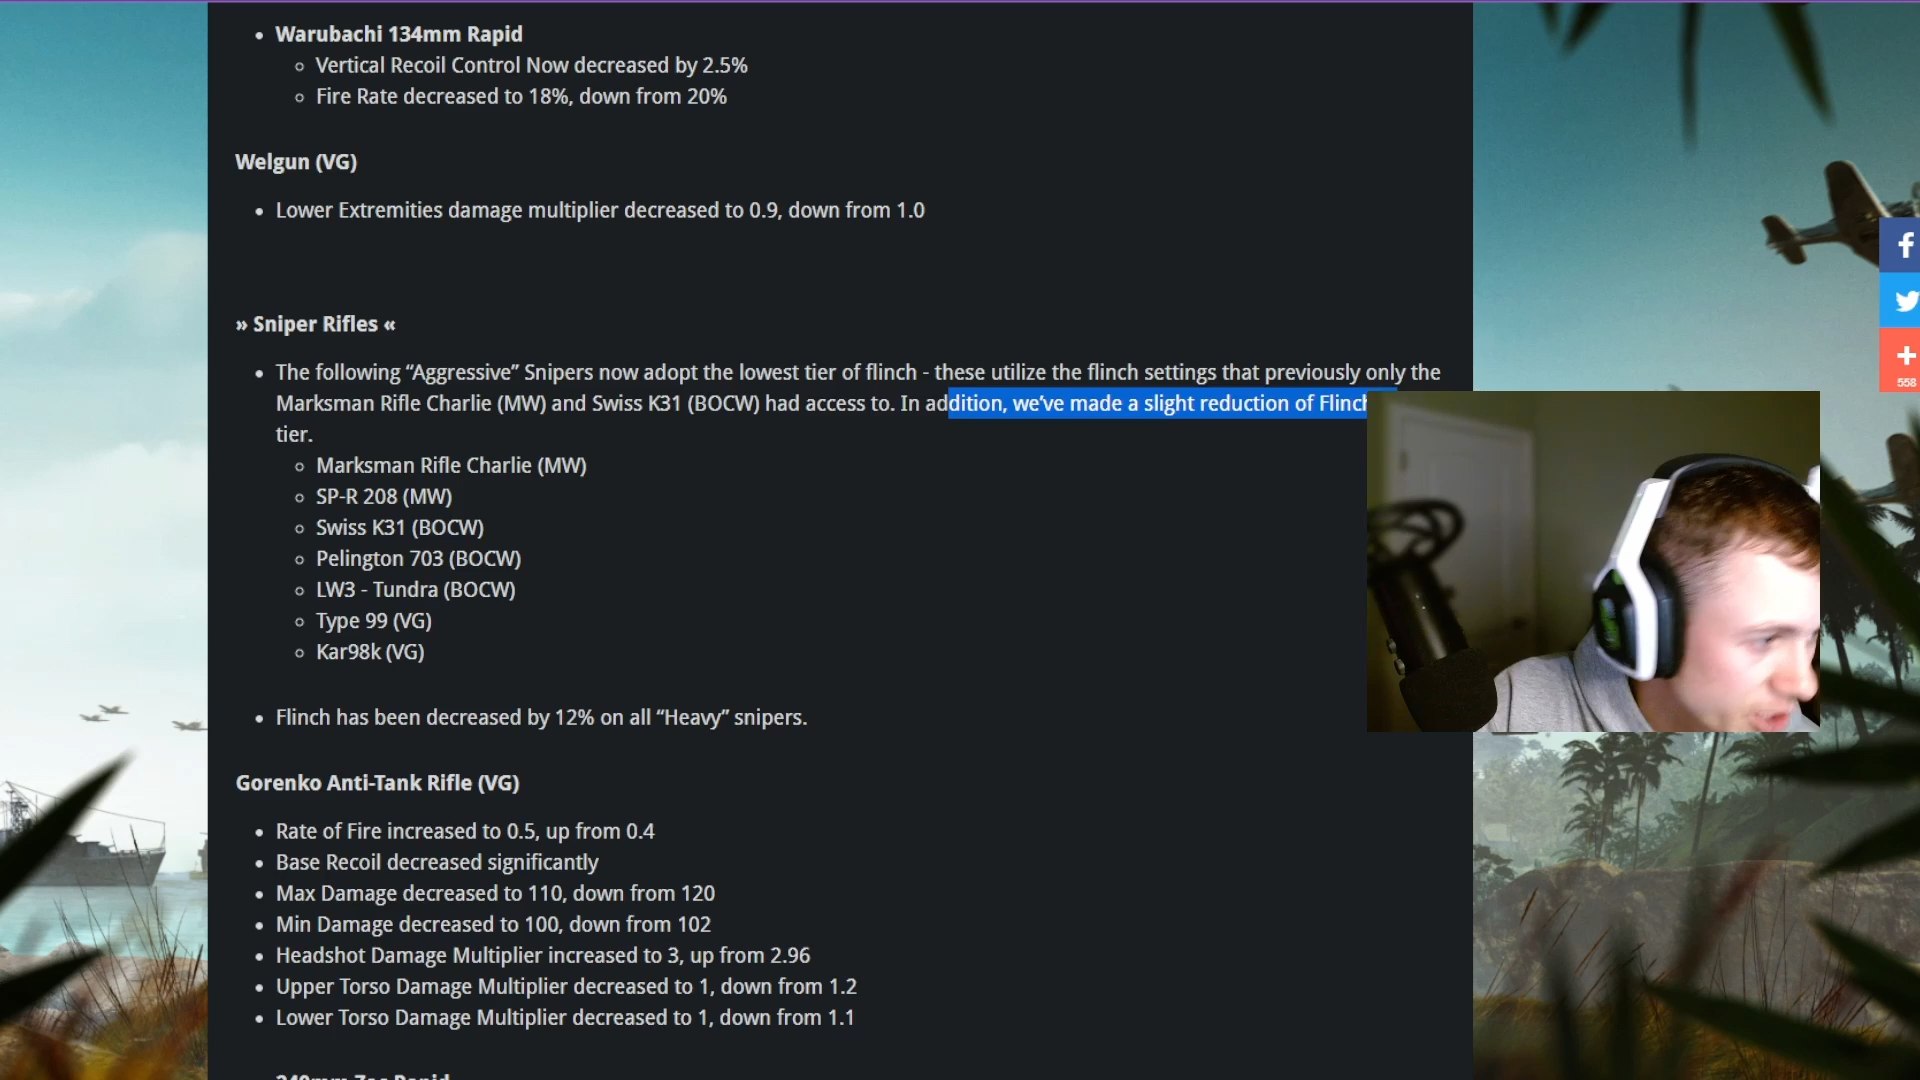 Warubachi 134mm Rapid
Vertical Recoil Control Now decreased by 2.5%
Fire Rate decreased to 18%, down from 20%
Welgun (VG)
Lower Extremities damage multiplier decreased to 0.9, down from 1.0
» Sniper Rifles «
The following “Aggressive” Snipers now adopt the lowest tier of flinch - these utilize the flinch settings that previously only the
Marksman Rifle Charlie (MW) and Swiss K31 (BOCW) had access to. In addition, we’ve made a slight reduction of Flinch
tier.
Marksman Rifle Charlie (MW)
SP-R 208 (MW)
Swiss K31 (BOCW)
Pelington 703 (BOCW)
LW3 - Tundra (BOCW)
Type 99 (VG)
Kar98k (VG)
Flinch has been decreased by 12% on all “Heavy” snipers.
Gorenko Anti-Tank Rifle (VG)
Rate of Fire increased to 0.5, up from 0.4
Base Recoil decreased significantly
Max Damage decreased to 110, down from 120
Min Damage decreased to 100, down from 102
Headshot Damage Multiplier increased to 3, up from 2.96
Upper Torso Damage Multiplier decreased to 1, down from 1.2
Lower Torso Damage Multiplier decreased to 1, down from 1.1
558